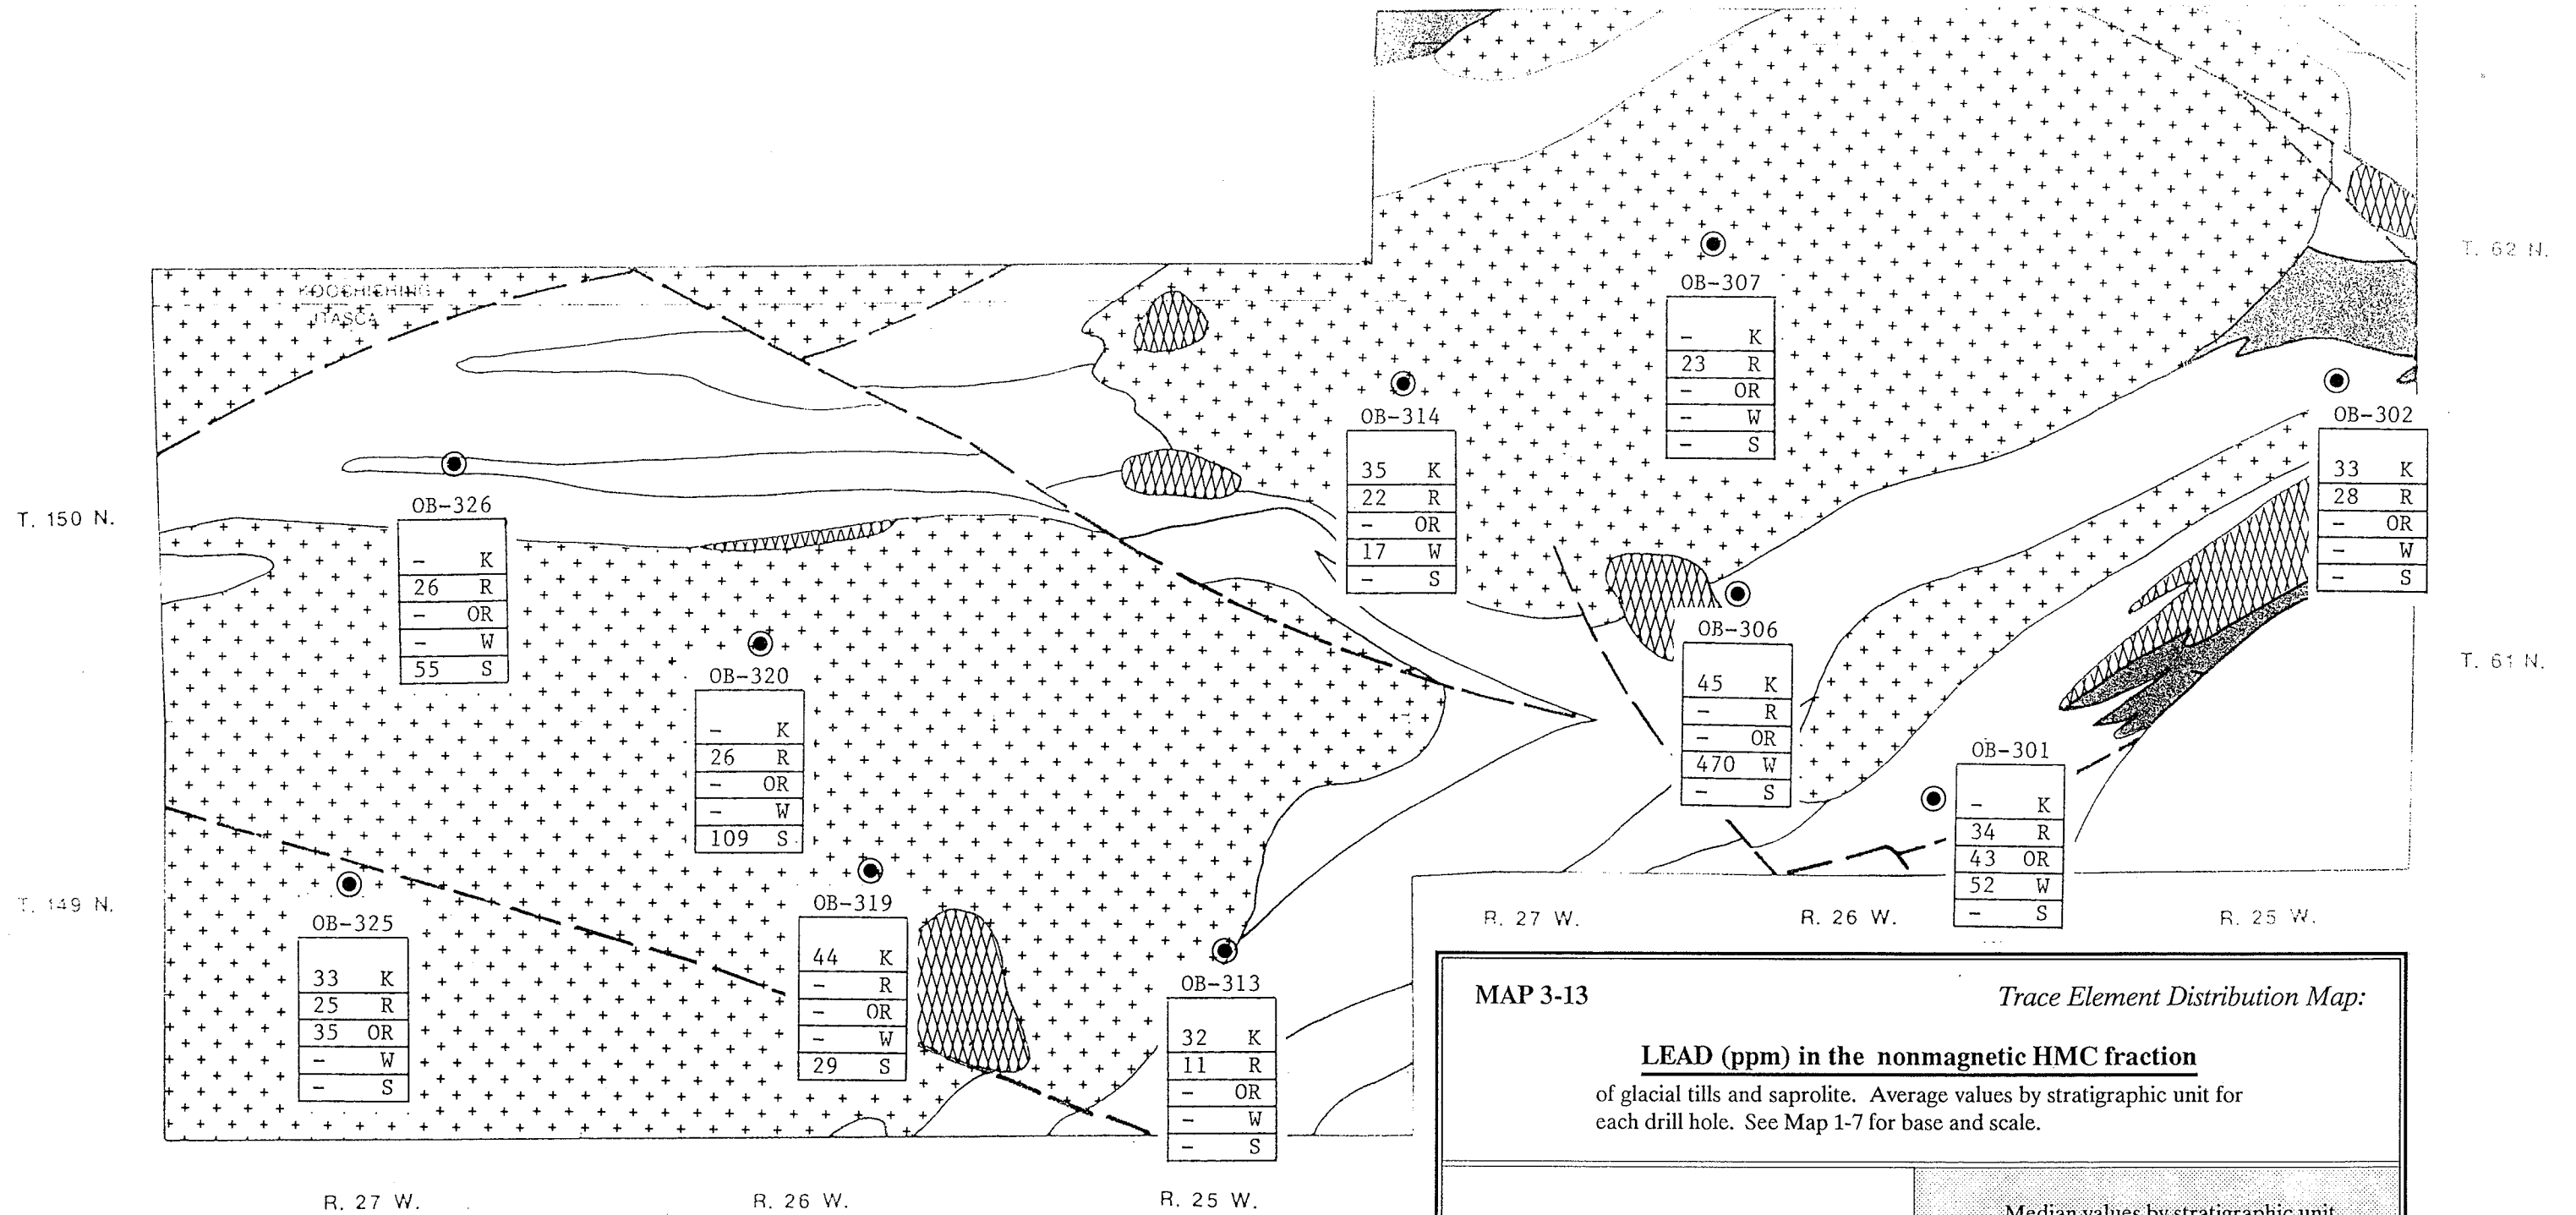 T. 62 N.
KOOCHICHING
ITASCA
OB-307
- K
23 R
- OR
- W
- S
OB-314
35 K
22 R
- OR
17 W
- S
OB-302
33 K
28 R
- OR
- W
- S
T. 150 N.
OB-326
- K
26 R
- OR
- W
55 S
OB-306
45 K
- R
- OR
470 W
- S
T. 61 N.
OB-320
- K
26 R
- OR
- W
109 S
OB-301
- K
34 R
43 OR
52 W
- S
T. 149 N.
OB-325
33 K
25 R
35 OR
- W
- S
OB-319
44 K
- R
- OR
- W
29 S
OB-313
32 K
11 R
- OR
- W
- S
R. 27 W.
R. 26 W.
R. 25 W.
MAP 3-13
Trace Element Distribution Map:
LEAD (ppm) in the nonmagnetic HMC fraction
of glacial tills and saprolite. Average values by stratigraphic unit for
each drill hole. See Map 1-7 for base and scale.
R. 27 W.
R. 26 W.
R. 25 W.
Median values by stratigraphic unit